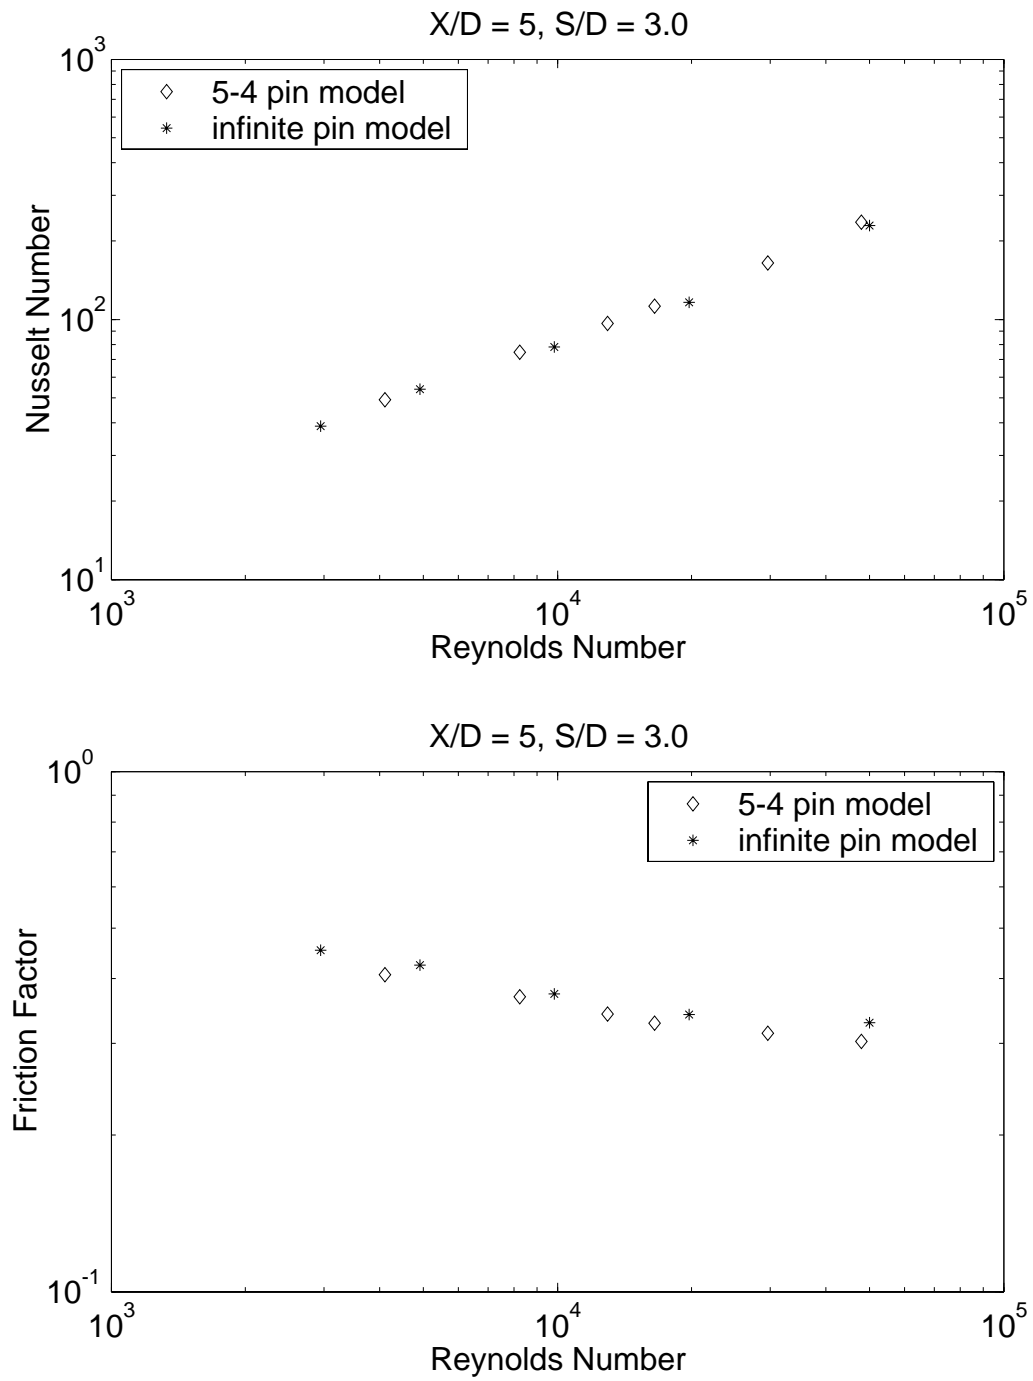 X/D = 5, S/D = 3.0
10^3
5-4 pin model
infinite pin model
Nusselt Number
10^2
10^1
10^3
10^4
10^5
Reynolds Number
X/D = 5, S/D = 3.0
10^0
5-4 pin model
infinite pin model
Friction Factor
10^-1
10^3
10^4
10^5
Reynolds Number